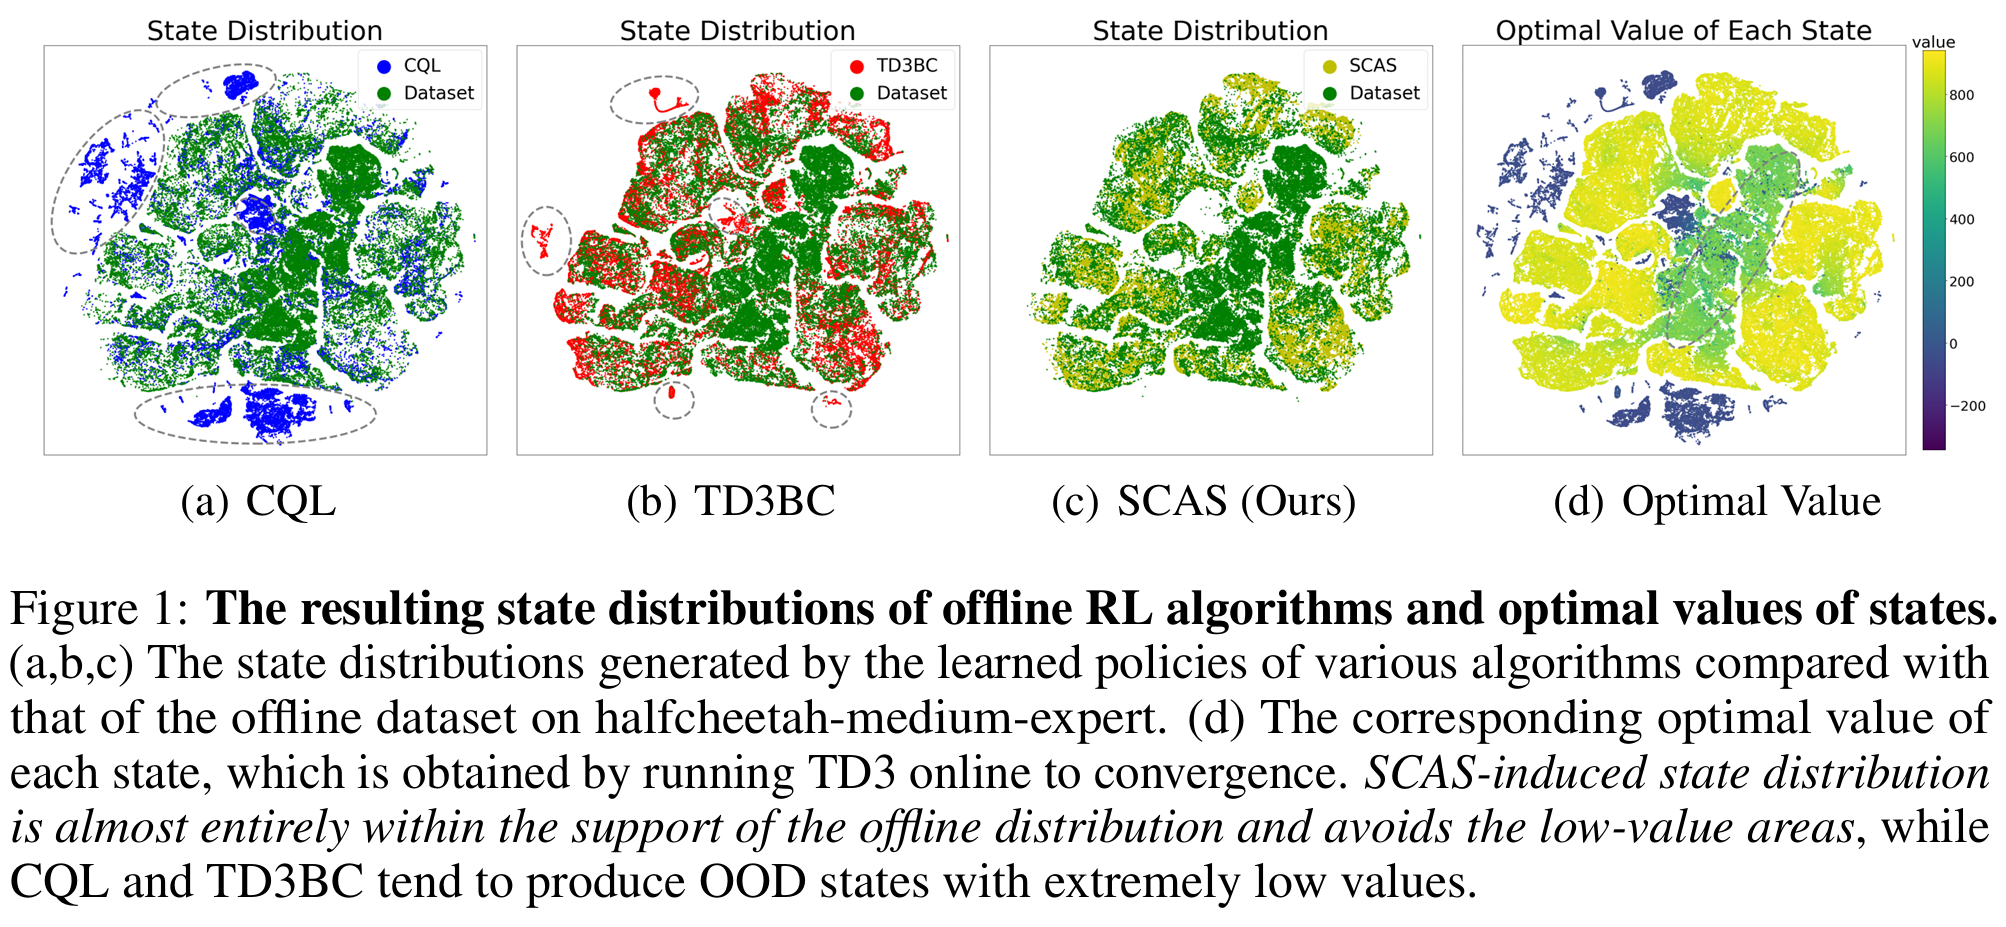 State Distribution
CQL
Dataset
(a) CQL
State Distribution
TD3BC
Dataset
(b) TD3BC
State Distribution
SCAS
Dataset
(c) SCAS (Ours)
Optimal Value of Each State
value
800
600
400
200
0
−200
(d) Optimal Value
Figure 1: The resulting state distributions of offline RL algorithms and optimal values of states.
(a,b,c) The state distributions generated by the learned policies of various algorithms compared with
that of the offline dataset on halfcheetah-medium-expert. (d) The corresponding optimal value of
each state, which is obtained by running TD3 online to convergence. SCAS-induced state distribution
is almost entirely within the support of the offline distribution and avoids the low-value areas, while
CQL and TD3BC tend to produce OOD states with extremely low values.